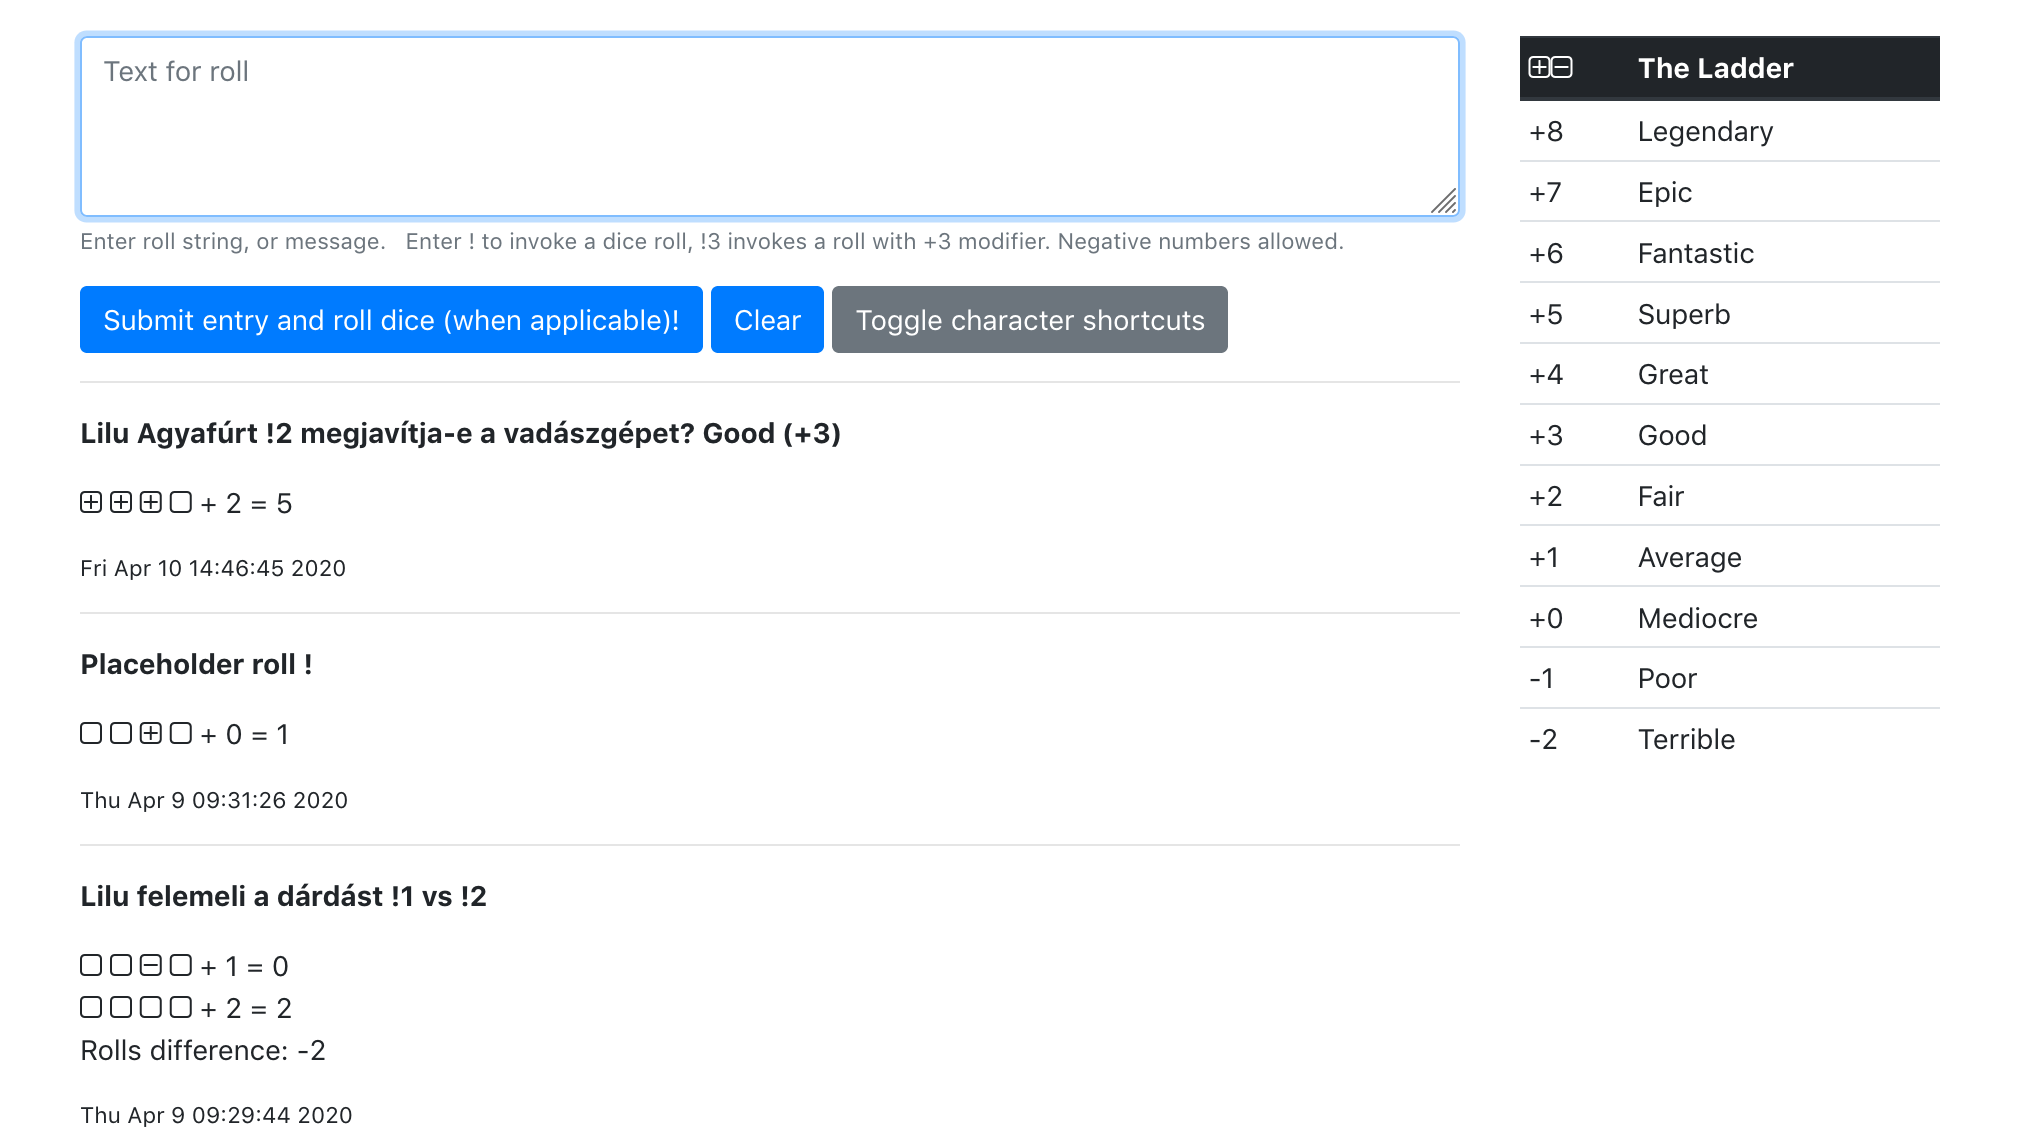 Text for roll
Enter roll string, or message. Enter ! to invoke a dice roll, !3 invokes a roll with +3 modifier. Negative numbers allowed.
Submit entry and roll dice (when applicable)! Clear Toggle character shortcuts
Lilu Agyafúrt !2 megjavítja-e a vadászgépet? Good (+3)
⊞ ⊞ ⊞ □ + 2 = 5
Fri Apr 10 14:46:45 2020
Placeholder roll !
□ □ ⊞ □ + 0 = 1
Thu Apr 9 09:31:26 2020
Lilu felemeli a dárdást !1 vs !2
□ □ ⊟ □ + 1 = 0
□ □ □ □ + 2 = 2
Rolls difference: -2
Thu Apr 9 09:29:44 2020
⊞⊟ The Ladder
+8 Legendary
+7 Epic
+6 Fantastic
+5 Superb
+4 Great
+3 Good
+2 Fair
+1 Average
+0 Mediocre
-1 Poor
-2 Terrible